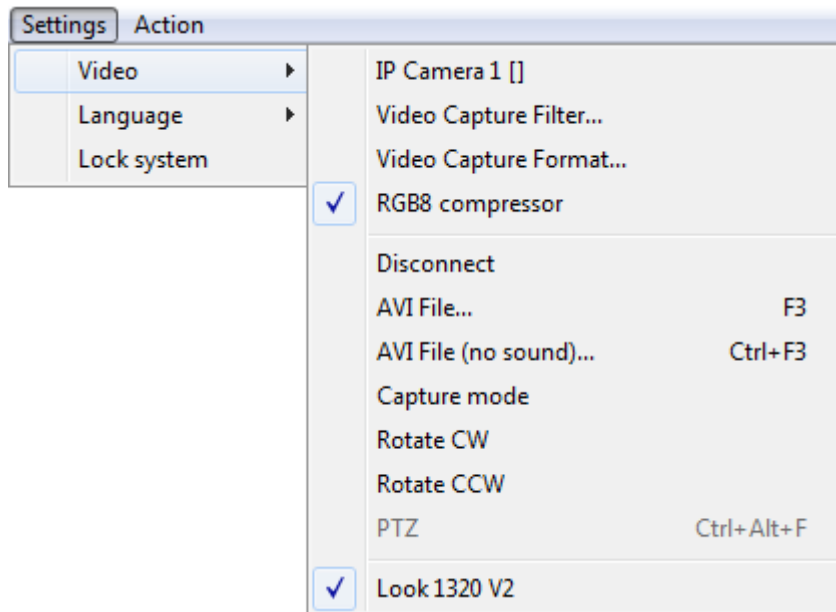 Settings Action
Video
Language
Lock system
IP Camera 1 []
Video Capture Filter...
Video Capture Format...
RGB8 compressor
Disconnect
AVI File... F3
AVI File (no sound)... Ctrl+F3
Capture mode
Rotate CW
Rotate CCW
PTZ Ctrl+Alt+F
Look 1320 V2